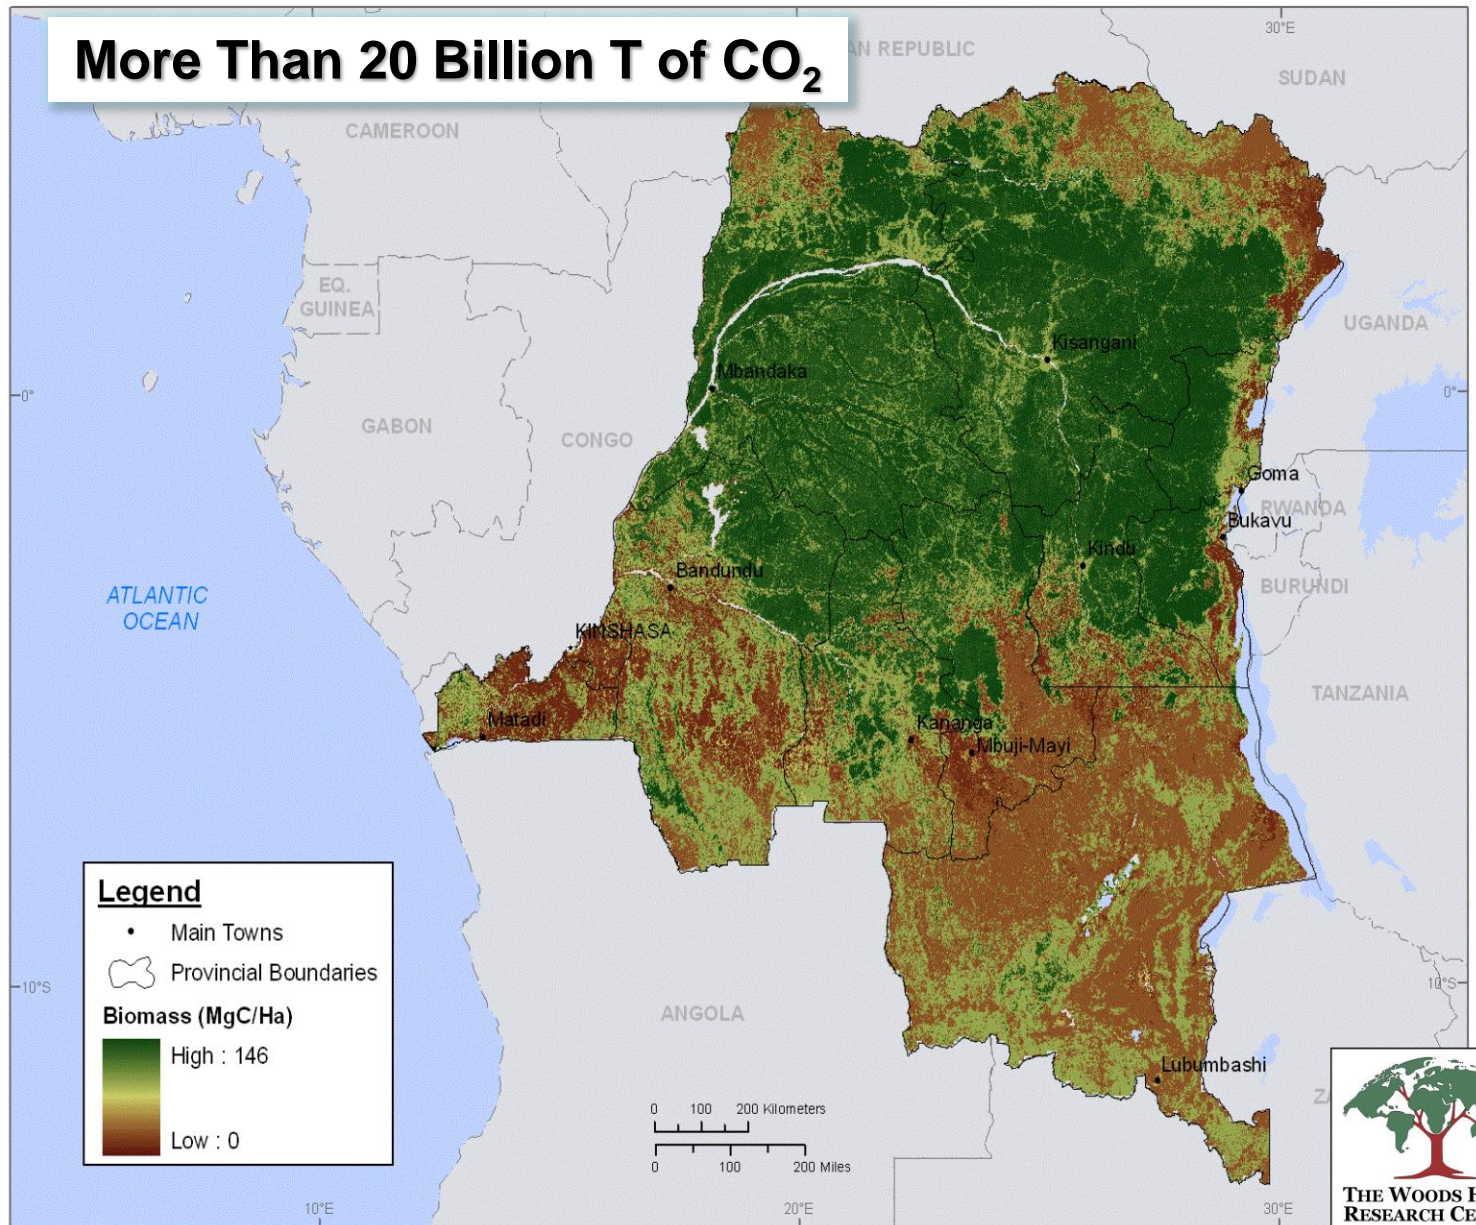 More Than 20 Billion T of CO₂
AN REPUBLIC
30°E
SUDAN
CAMEROON
EQ.
GUINEA
UGANDA
Kisangani
Mbandaka
0°
0°
GABON
CONGO
Goma
RWANDA
Bukavu
Kindu
Bandundu
BURUNDI
ATLANTIC
OCEAN
KINSHASA
TANZANIA
Matadi
Kananga
Mbuji-Mayi
Legend
Main Towns
Provincial Boundaries
Biomass (MgC/Ha)
High : 146
Low : 0
10°S
10°S
ANGOLA
Lubumbashi
0 100 200 Kilometers
0 100 200 Miles
THE WOODS
RESEARCH
10°E
20°E
30°E